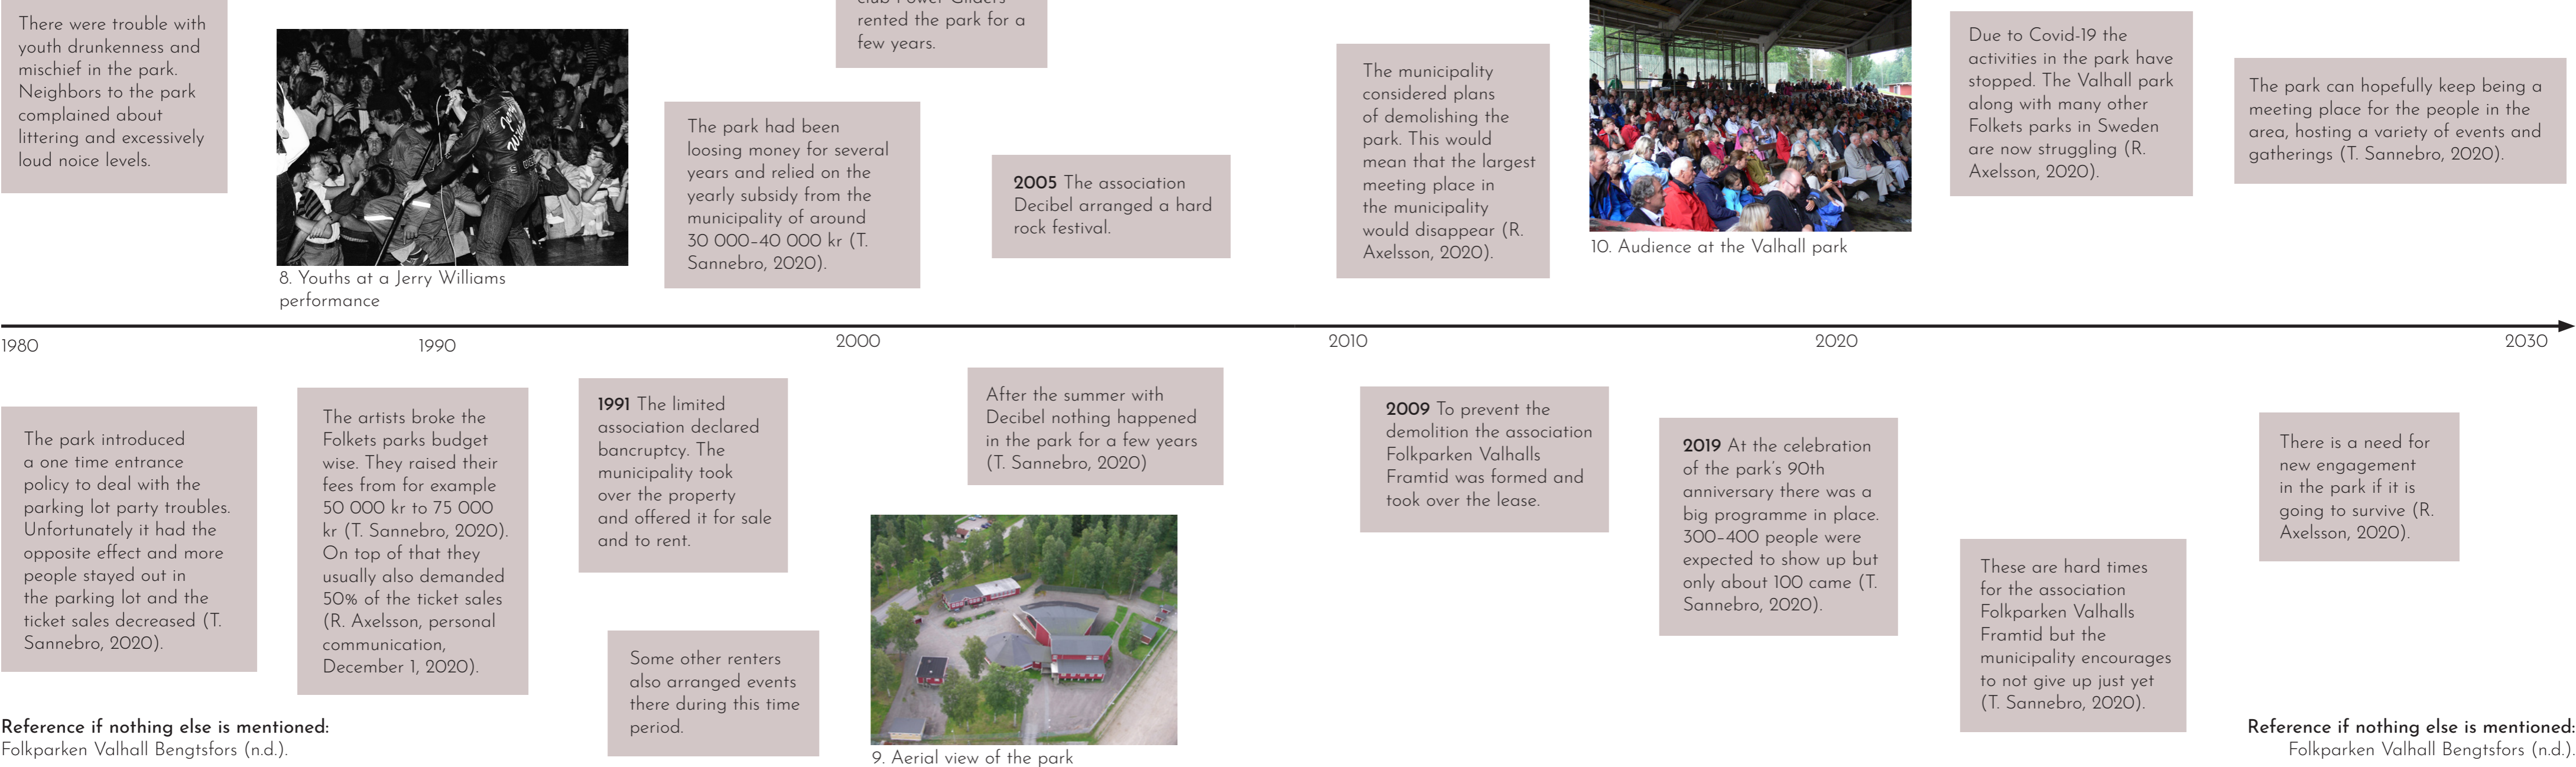 There were trouble with
youth drunkenness and
mischief in the park.
Neighbors to the park
complained about
littering and excessively
loud noice levels.
8. Youths at a Jerry Williams
performance
rented the park for a
few years.
The park had been
loosing money for several
years and relied on the
yearly subsidy from the
municipality of around
30 000-40 000 kr (T.
Sannebro, 2020).
2005 The association
Decibel arranged a hard
rock festival.
The municipality
considered plans
of demolishing the
park. This would
mean that the largest
meeting place in
the municipality
would disappear (R.
Axelsson, 2020).
10. Audience at the Valhall park
Due to Covid-19 the
activities in the park have
stopped. The Valhall park
along with many other
Folkets parks in Sweden
are now struggling (R.
Axelsson, 2020).
The park can hopefully keep being a
meeting place for the people in the
area, hosting a variety of events and
gatherings (T. Sannebro, 2020).
1980
1990
2000
2010
2020
2030
The park introduced
a one time entrance
policy to deal with the
parking lot party troubles.
Unfortunately it had the
opposite effect and more
people stayed out in
the parking lot and the
ticket sales decreased (T.
Sannebro, 2020).
The artists broke the
Folkets parks budget
wise. They raised their
fees from for example
50 000 kr to 75 000
kr (T. Sannebro, 2020).
On top of that they
usually also demanded
50% of the ticket sales
(R. Axelsson, personal
communication,
December 1, 2020).
1991 The limited
association declared
bancruptcy. The
municipality took
over the property
and offered it for sale
and to rent.
Some other renters
also arranged events
there during this time
period.
After the summer with
Decibel nothing happened
in the park for a few years
(T. Sannebro, 2020)
9. Aerial view of the park
2009 To prevent the
demolition the association
Folkparken Valhalls
Framtid was formed and
took over the lease.
2019 At the celebration
of the park's 90th
anniversary there was a
big programme in place.
300-400 people were
expected to show up but
only about 100 came (T.
Sannebro, 2020).
These are hard times
for the association
Folkparken Valhalls
Framtid but the
municipality encourages
to not give up just yet
(T. Sannebro, 2020).
There is a need for
new engagement
in the park if it is
going to survive (R.
Axelsson, 2020).
Reference if nothing else is mentioned:
Folkparken Valhall Bengtsfors (n.d.).
Reference if nothing else is mentioned:
Folkparken Valhall Bengtsfors (n.d.).